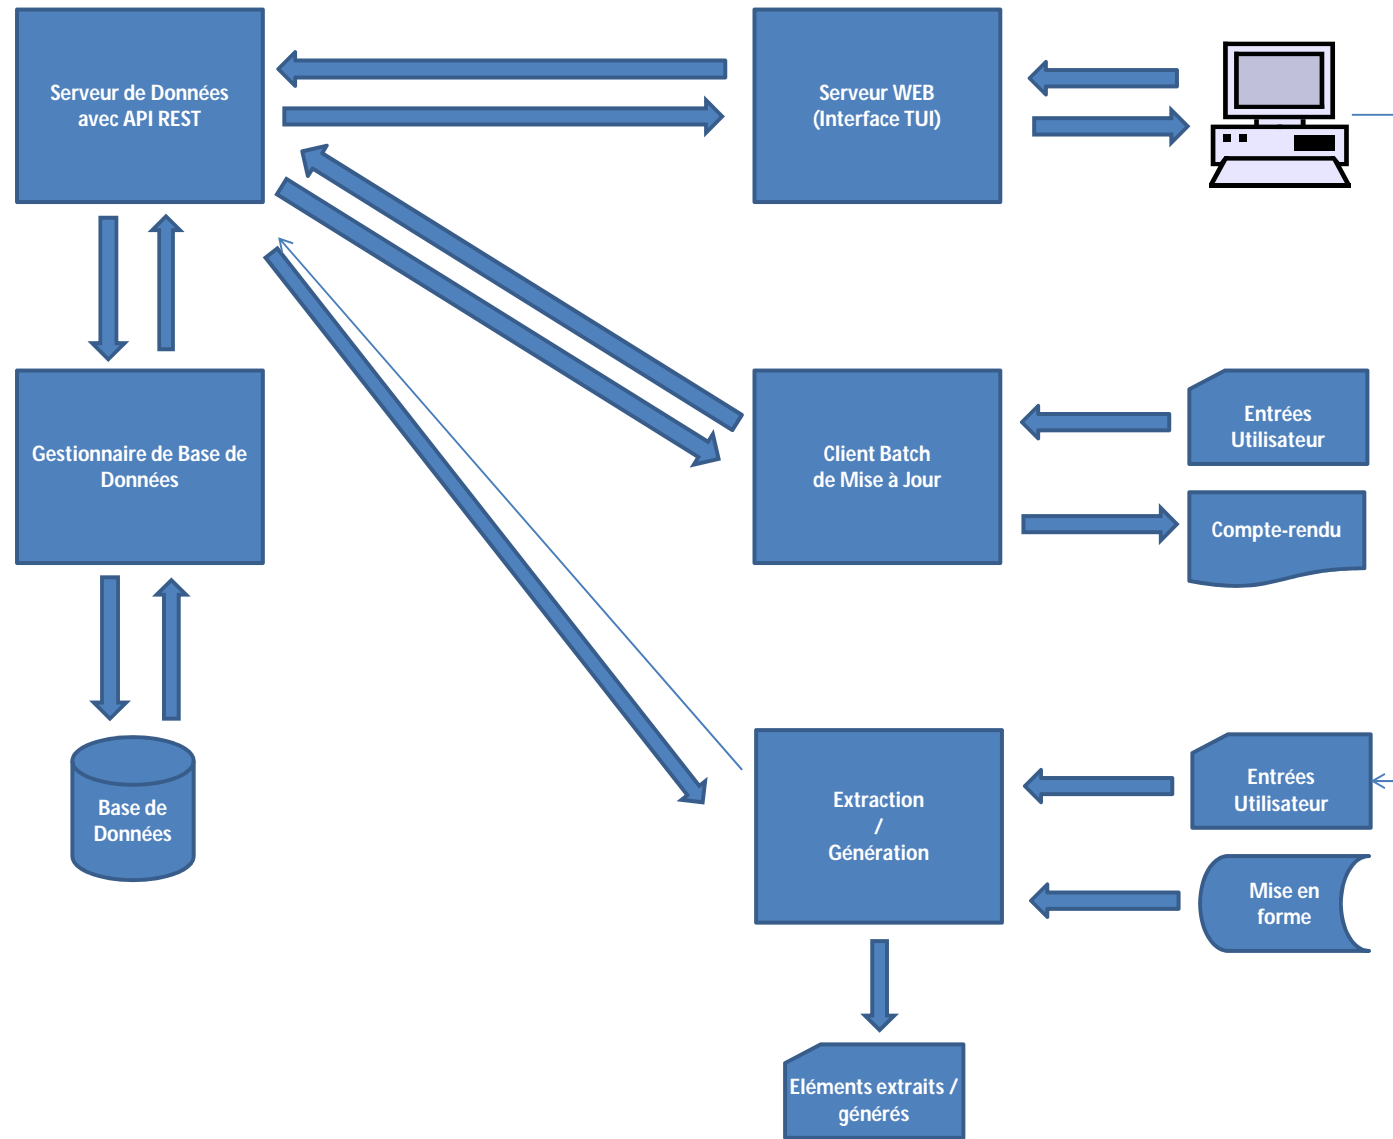 Serveur de Données
avec API REST
Serveur WEB
(Interface TUI)
Gestionnaire de Base de
Données
Client Batch
de Mise à Jour
Entrées
Utilisateur
Compte-rendu
Base de
Données
Extraction
/
Génération
Entrées
Utilisateur
Mise en
forme
Eléments extraits /
générés